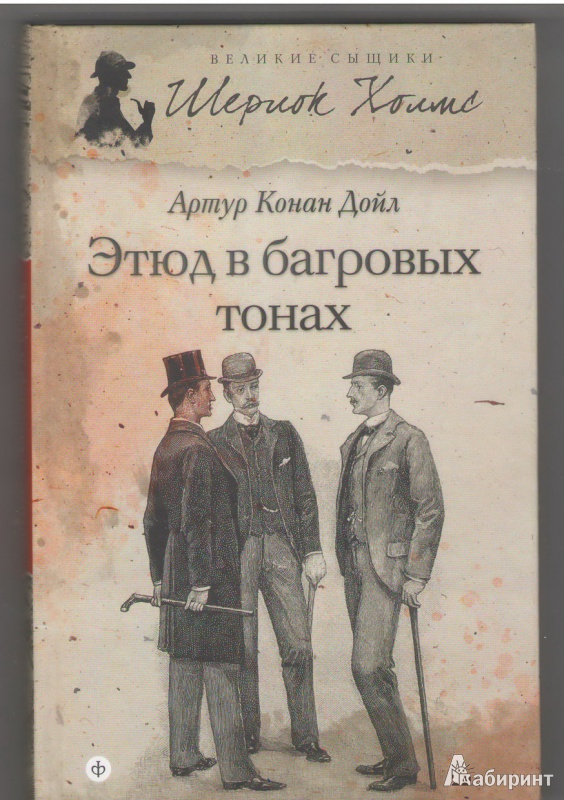 ВЕЛИКИЕ·СЫЩИКИ·
Шерлок Холмс
Артур Конан Дойл
Этюд в багровых
тонах
ф
Лабиринт